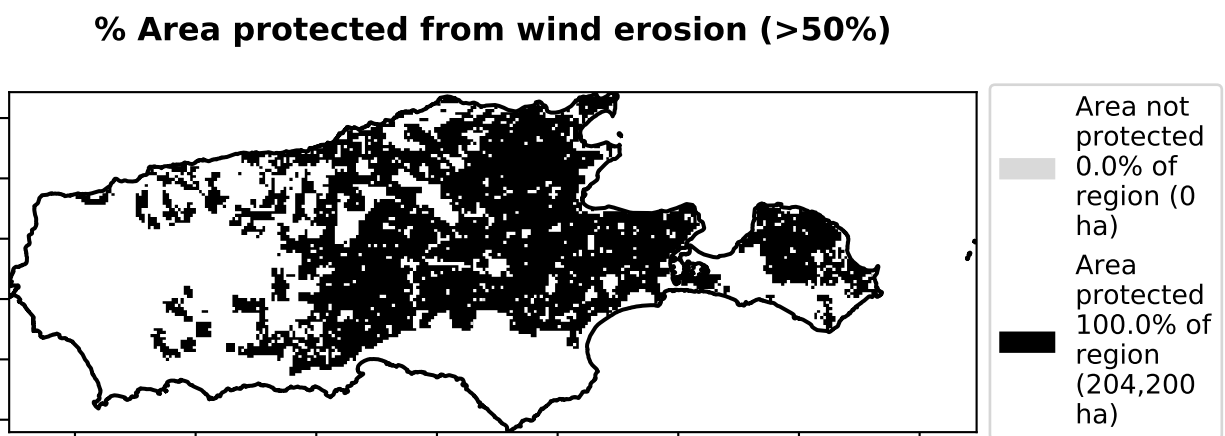 % Area protected from wind erosion (>50%)
Area not
protected
0.0% of
region (0
ha)
Area
protected
100.0% of
region
(204,200
ha)